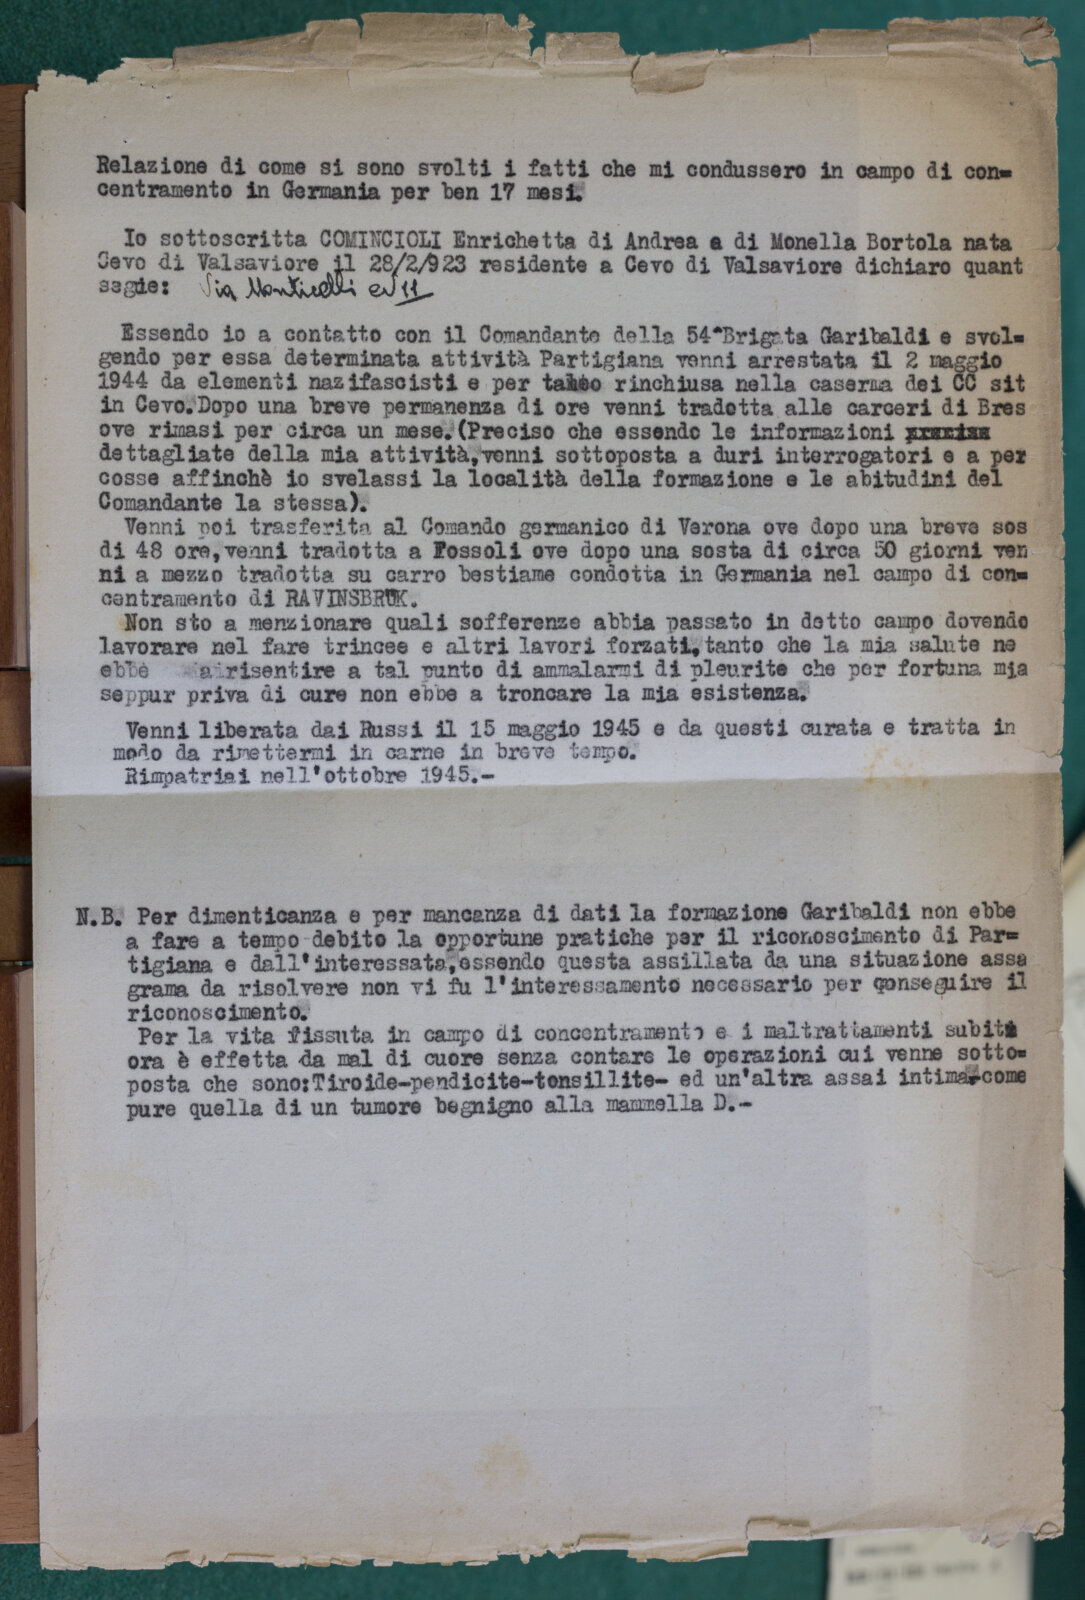 Relazione di come si sono svolti i fatti che mi condussero in campo di con=
centramento in Germania per ben 17 mesi.
Io sottoscritta COMINCIOLI Enrichetta di Andrea e di Monella Bortola nata
Cevo di Valsaviore il 28/2/923 residente a Cevo di Valsaviore dichiaro quant
segue: Via Monticelli 11
Essendo io a contatto con il Comandante della 54^Brigata Garibaldi e svol=
gendo per essa determinata attività Partigiana venni arrestata il 2 maggio
1944 da elementi nazifascisti e per tanto rinchiusa nella caserma dei CC sit
in Cevo.Dopo una breve permanenza di ore venni tradotta alle carceri di Bres
ove rimasi per circa un mese.(Preciso che essendo le informazioni
dettagliate della mia attività,venni sottoposta a duri interrogatori e a per
cosse affinchè io svelassi la località della formazione e le abitudini del
Comandante la stessa).
Venni poi trasferita al Comando germanico di Verona ove dopo una breve sos
di 48 ore,venni tradotta a Fossoli ove dopo una sosta di circa 50 giorni ven
ni a mezzo tradotta su carro bestiame condotta in Germania nel campo di con=
centramento di RAVINSBRUK.
Non sto a menzionare quali sofferenze abbia passato in detto campo dovendo
lavorare nel fare trincee e altri lavori forzati,tanto che la mia salute ne
ebbe a risentire a tal punto di ammalarmi di pleurite che per fortuna mia
seppur priva di cure non ebbe a troncare la mia esistenza.
Venni liberata dai Russi il 15 maggio 1945 e da questi curata e tratta in
modo da rimettermi in carne in breve tempo.
Rimpatriai nell'ottobre 1945.-
N.B. Per dimenticanza e per mancanza di dati la formazione Garibaldi non ebbe
a fare a tempo debito la opportune pratiche per il riconoscimento di Par=
tigiana e dall'interessata,essendo questa assillata da una situazione assa
grama da risolvere non vi fu l'interessamento necessario per conseguire il
riconoscimento.
Per la vita fissuta in campo di concentramento e i maltrattamenti subiti
ora è effetta da mal di cuore senza contare le operazioni cui venne sotto=
posta che sono:Tiroide-pendicite-tonsillite- ed un'altra assai intima-come
pure quella di un tumore begnigno alla mammella D.-